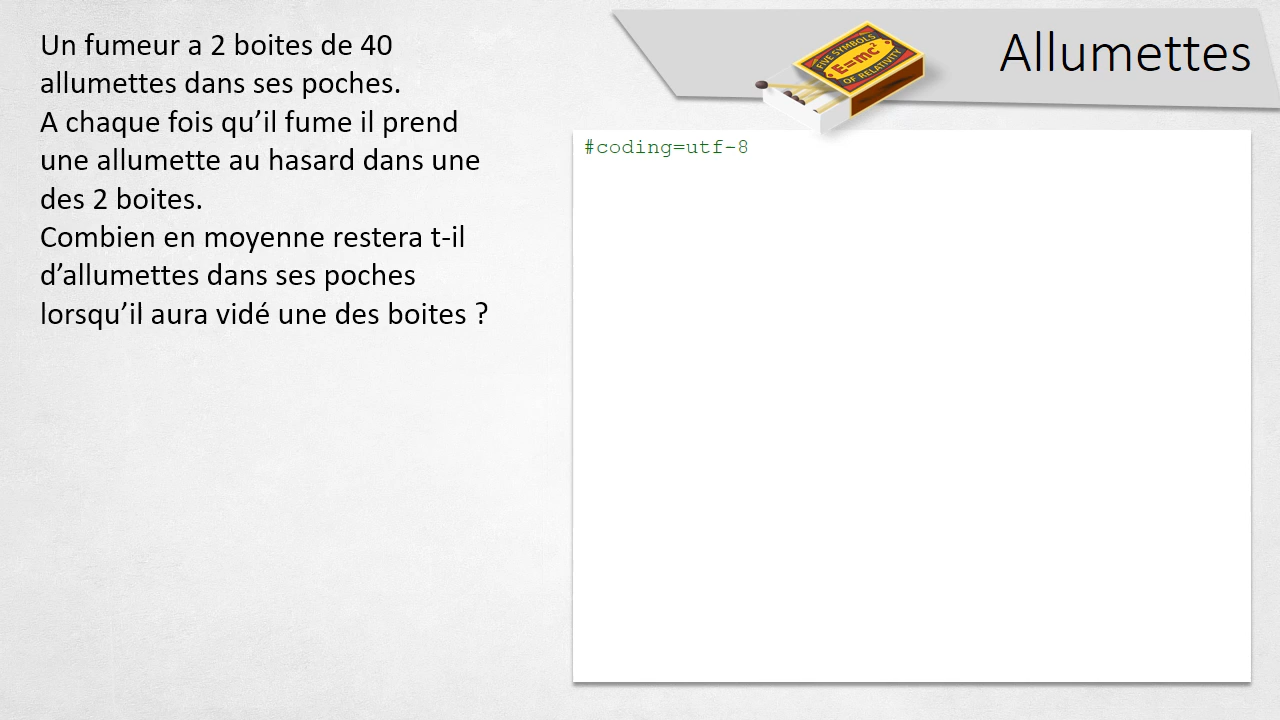 Un fumeur a 2 boites de 40
allumettes dans ses poches.
A chaque fois qu’il fume il prend
une allumette au hasard dans une
des 2 boites.
Combien en moyenne restera t-il
d’allumettes dans ses poches
lorsqu’il aura vidé une des boites ?
Allumettes
FIVE SYMBOLS
E=mc²
OF RELATIVITY
#coding=utf-8